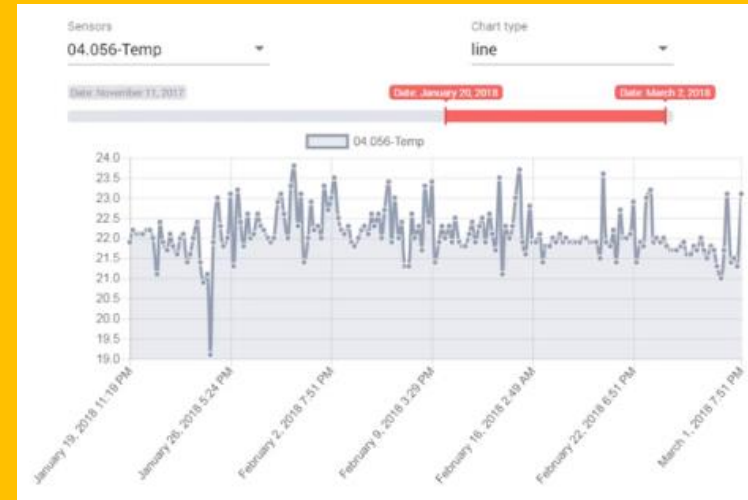 Sensors
Chart type
04.056-Temp
line
Date: November 11, 2017
Date: January 20, 2018
Date: March 2, 2018
04.056-Temp
24.0
23.5
23.0
22.5
22.0
21.5
21.0
20.5
20.0
19.5
19.0
January 19, 2018 11:19 PM
January 26, 2018 5:24 PM
February 2, 2018 7:51 PM
February 9, 2018 3:29 PM
February 16, 2018 2:49 AM
February 22, 2018 6:51 PM
March 1, 2018 7:51 PM